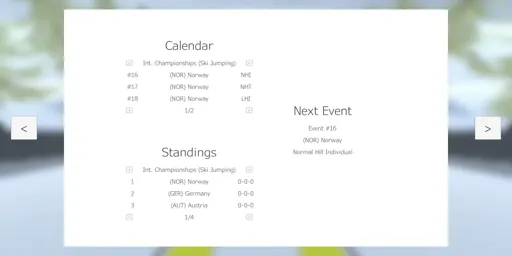 Calendar
Int. Championships (Ski Jumping)
#16 (NOR) Norway NHI
#17 (NOR) Norway NHT
#18 (NOR) Norway LHI
1/2
Standings
Int. Championships (Ski Jumping)
1 (NOR) Norway 0-0-0
2 (GER) Germany 0-0-0
3 (AUT) Austria 0-0-0
1/4
Next Event
Event #16
(NOR) Norway
Normal Hill Individual
<
>